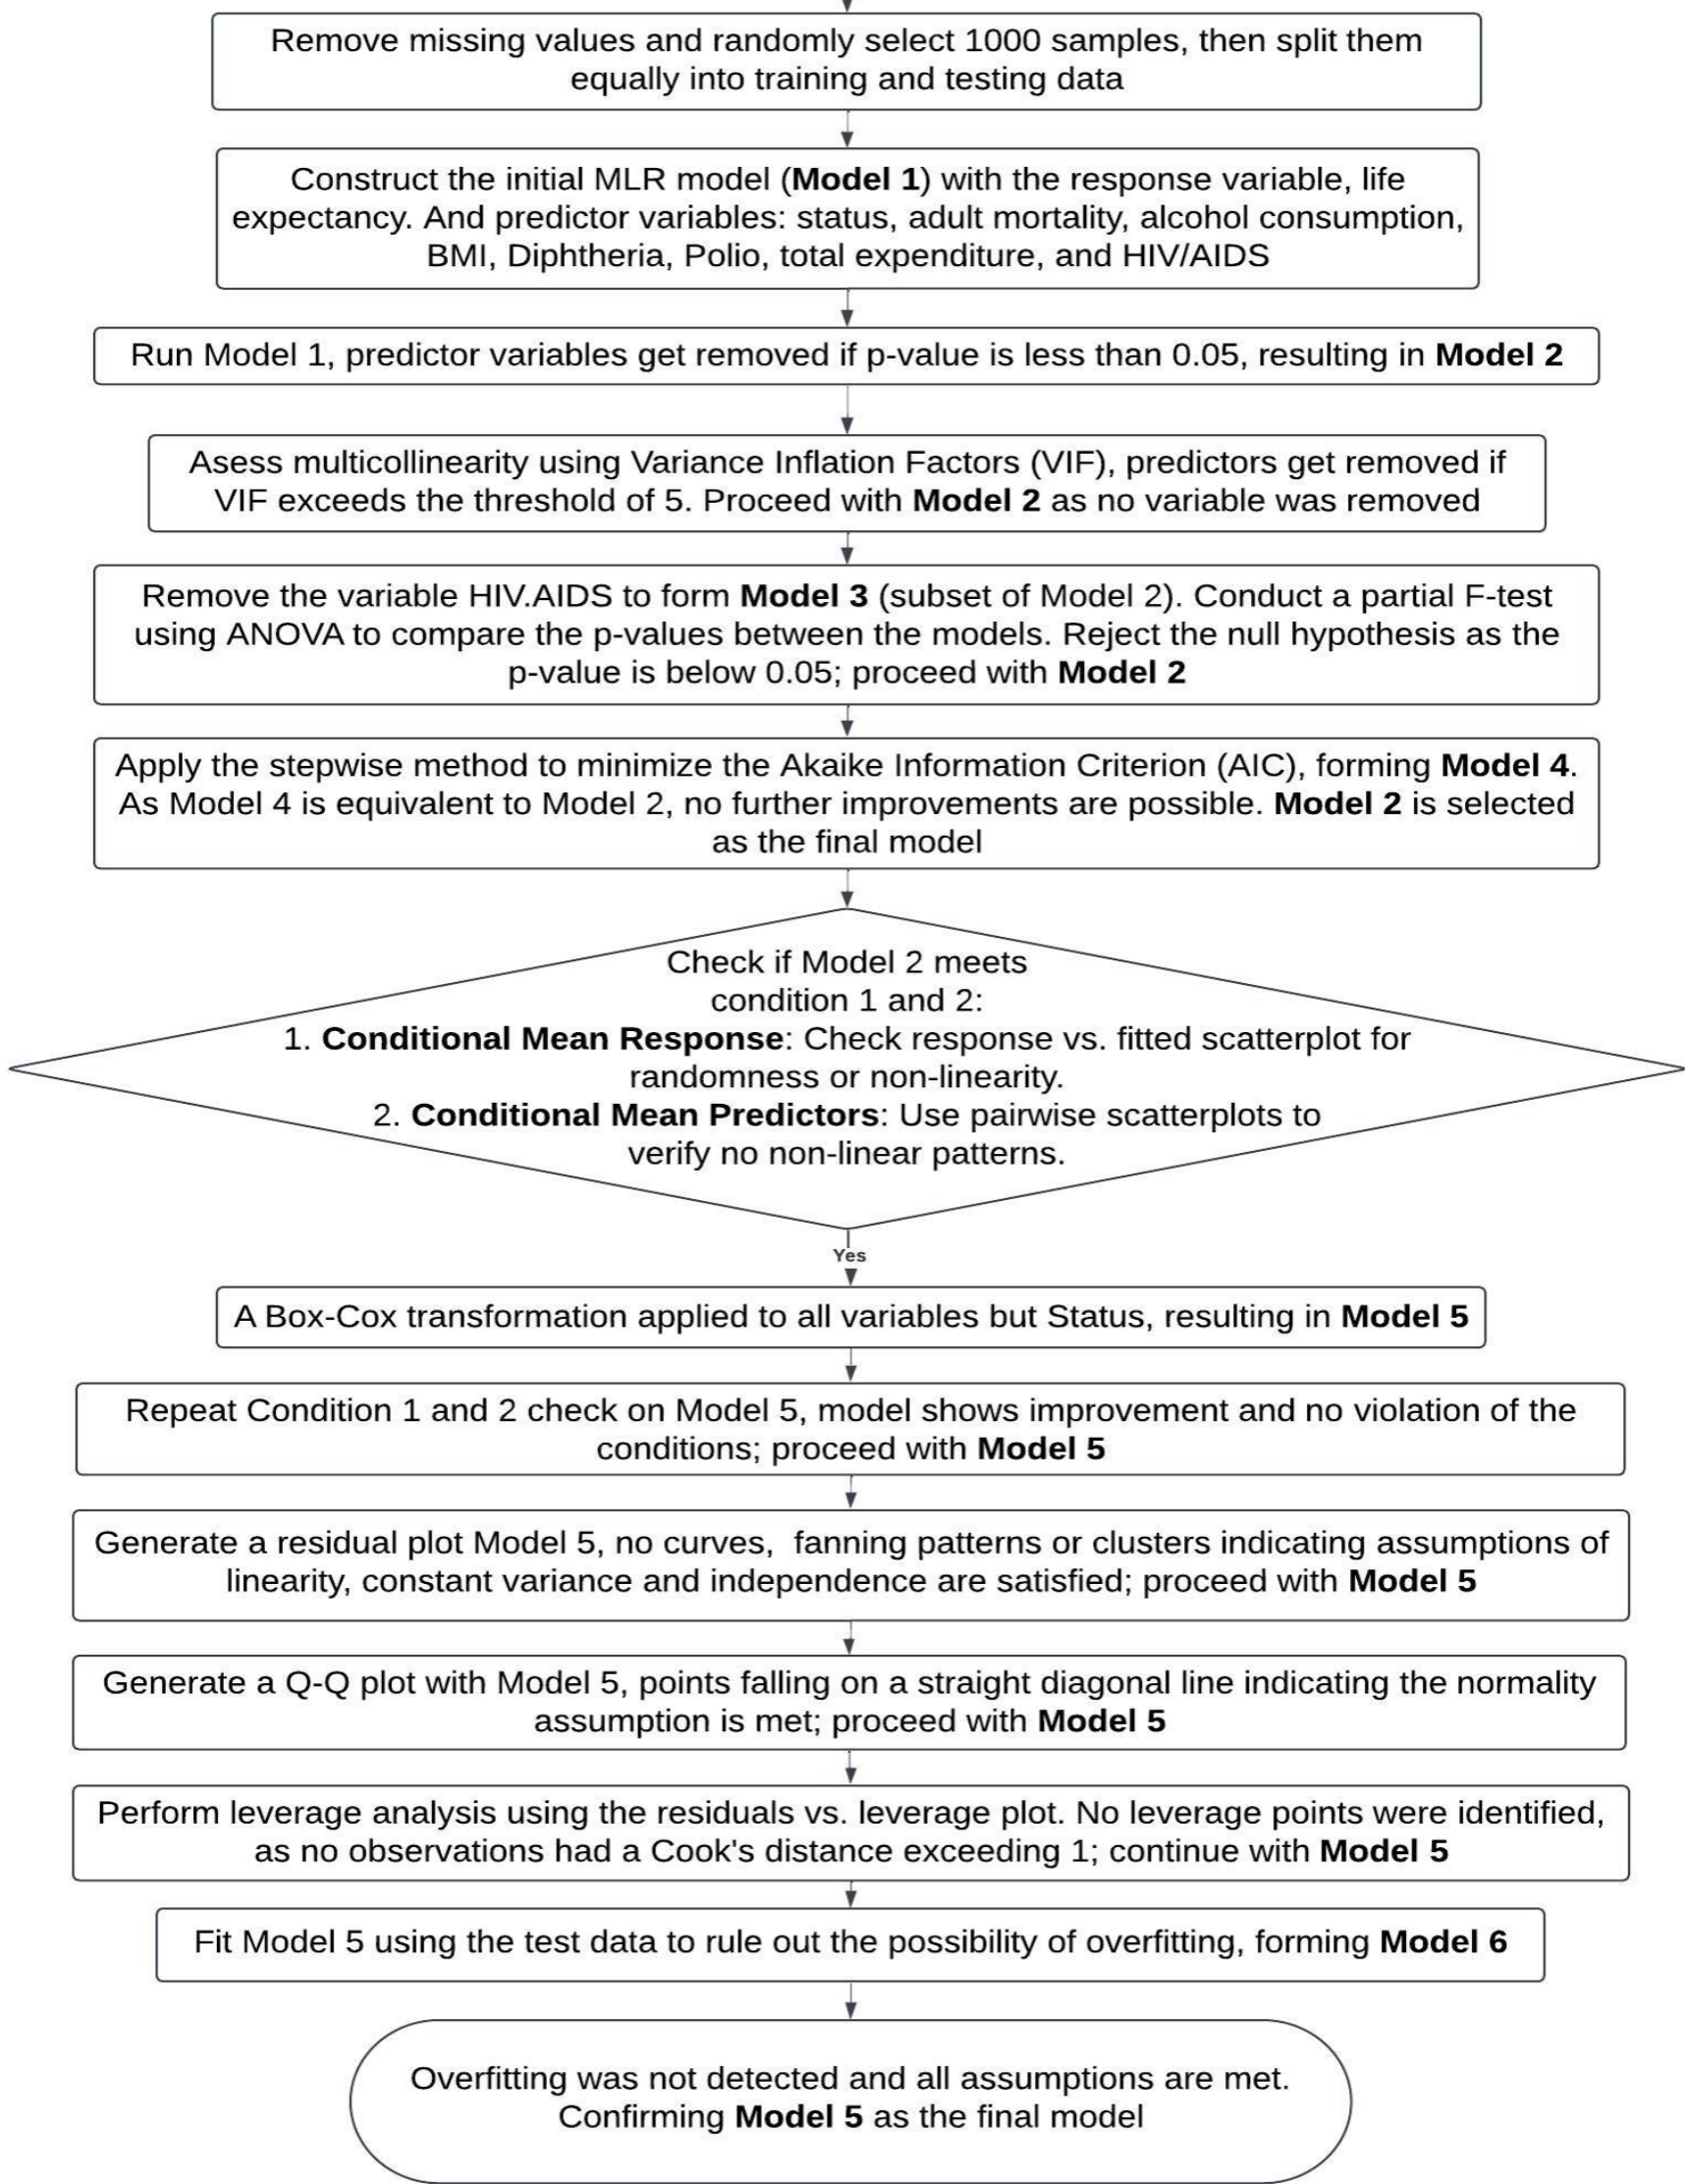 Remove missing values and randomly select 1000 samples, then split them
equally into training and testing data
Construct the initial MLR model (Model 1) with the response variable, life
expectancy. And predictor variables: status, adult mortality, alcohol consumption,
BMI, Diphtheria, Polio, total expenditure, and HIV/AIDS
Run Model 1, predictor variables get removed if p-value is less than 0.05, resulting in Model 2
Asess multicollinearity using Variance Inflation Factors (VIF), predictors get removed if
VIF exceeds the threshold of 5. Proceed with Model 2 as no variable was removed
Remove the variable HIV.AIDS to form Model 3 (subset of Model 2). Conduct a partial F-test
using ANOVA to compare the p-values between the models. Reject the null hypothesis as the
p-value is below 0.05; proceed with Model 2
Apply the stepwise method to minimize the Akaike Information Criterion (AIC), forming Model 4.
As Model 4 is equivalent to Model 2, no further improvements are possible. Model 2 is selected
as the final model
Check if Model 2 meets
condition 1 and 2:
1. Conditional Mean Response: Check response vs. fitted scatterplot for
randomness or non-linearity.
2. Conditional Mean Predictors: Use pairwise scatterplots to
verify no non-linear patterns.
Yes
A Box-Cox transformation applied to all variables but Status, resulting in Model 5
Repeat Condition 1 and 2 check on Model 5, model shows improvement and no violation of the
conditions; proceed with Model 5
Generate a residual plot Model 5, no curves,  fanning patterns or clusters indicating assumptions of
linearity, constant variance and independence are satisfied; proceed with Model 5
Generate a Q-Q plot with Model 5, points falling on a straight diagonal line indicating the normality
assumption is met; proceed with Model 5
Perform leverage analysis using the residuals vs. leverage plot. No leverage points were identified,
as no observations had a Cook's distance exceeding 1; continue with Model 5
Fit Model 5 using the test data to rule out the possibility of overfitting, forming Model 6
Overfitting was not detected and all assumptions are met.
Confirming Model 5 as the final model